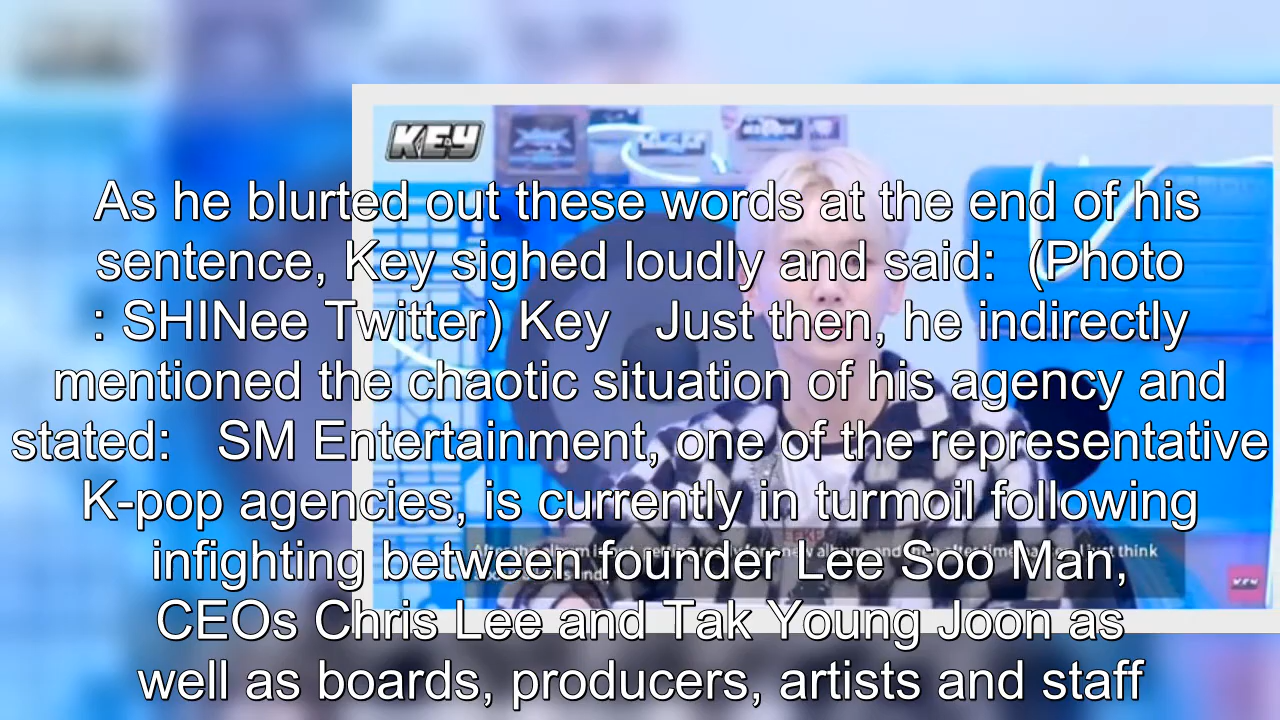 KEY
As he blurted out these words at the end of his
sentence, Key sighed loudly and said:  (Photo
: SHINee Twitter) Key   Just then, he indirectly
mentioned the chaotic situation of his agency and
stated:   SM Entertainment, one of the representative
K-pop agencies, is currently in turmoil following
infighting between founder Lee Soo Man,
CEOs Chris Lee and Tak Young Joon as
well as boards, producers, artists and staff